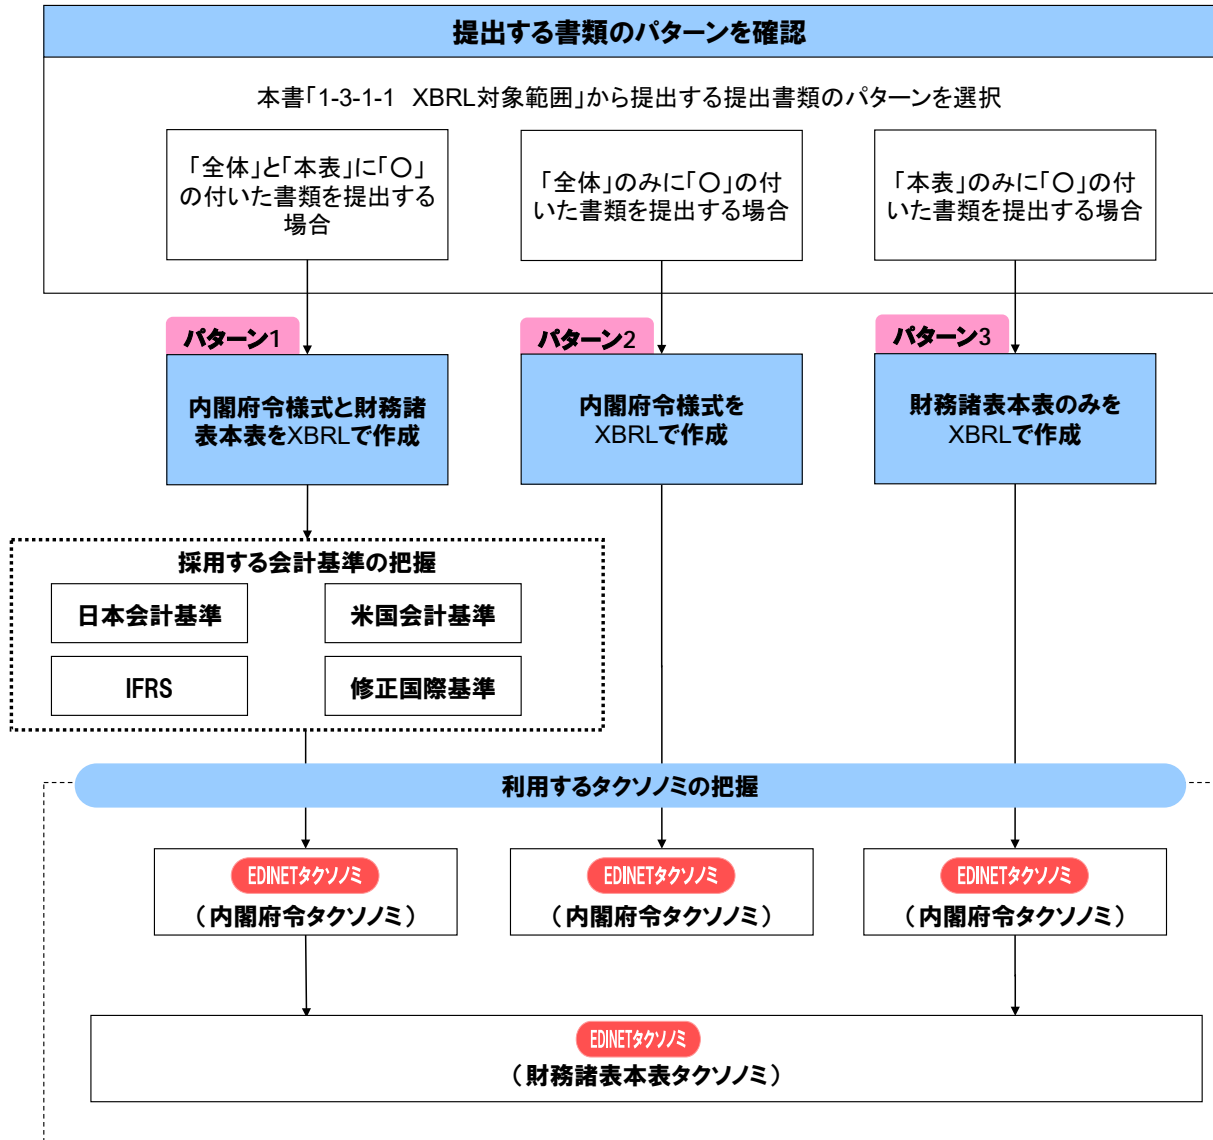 提出する書類のパターンを確認
本書「1-3-1-1 XBRL対象範囲」から提出する提出書類のパターンを選択
「全体」と「本表」に「〇」
の付いた書類を提出する
場合
「全体」のみに「〇」の付
いた書類を提出する場合
「本表」のみに「〇」の付
いた書類を提出する場合
パターン1
パターン2
パターン3
内閣府令様式と財務諸
表本表をXBRLで作成
内閣府令様式を
XBRLで作成
財務諸表本表のみを
XBRLで作成
採用する会計基準の把握
日本会計基準
米国会計基準
IFRS
修正国際基準
利用するタクソノミの把握
EDINETタクソノミ
（内閣府令タクソノミ）
EDINETタクソノミ
（内閣府令タクソノミ）
EDINETタクソノミ
（内閣府令タクソノミ）
EDINETタクソノミ
（財務諸表本表タクソノミ）